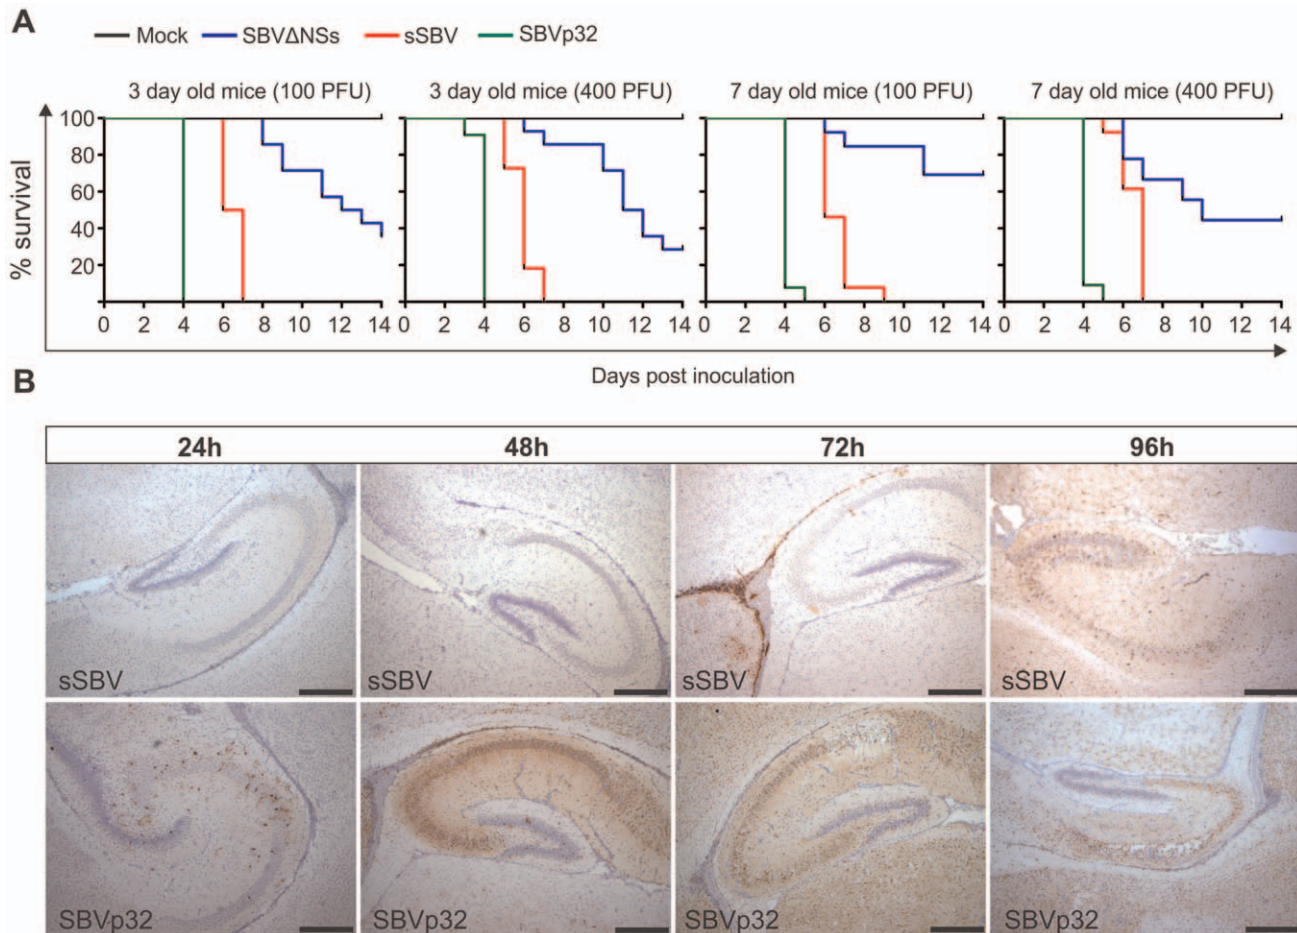 A
Mock SBVΔNSs sSBV SBVp32
3 day old mice (100 PFU) 3 day old mice (400 PFU) 7 day old mice (100 PFU) 7 day old mice (400 PFU)
% survival
100
80
60
40
20
0 2 4 6 8 10 12 14 0 2 4 6 8 10 12 14 0 2 4 6 8 10 12 14 0 2 4 6 8 10 12 14
Days post inoculation
B
24h 48h 72h 96h
sSBV sSBV sSBV sSBV
SBVp32 SBVp32 SBVp32 SBVp32